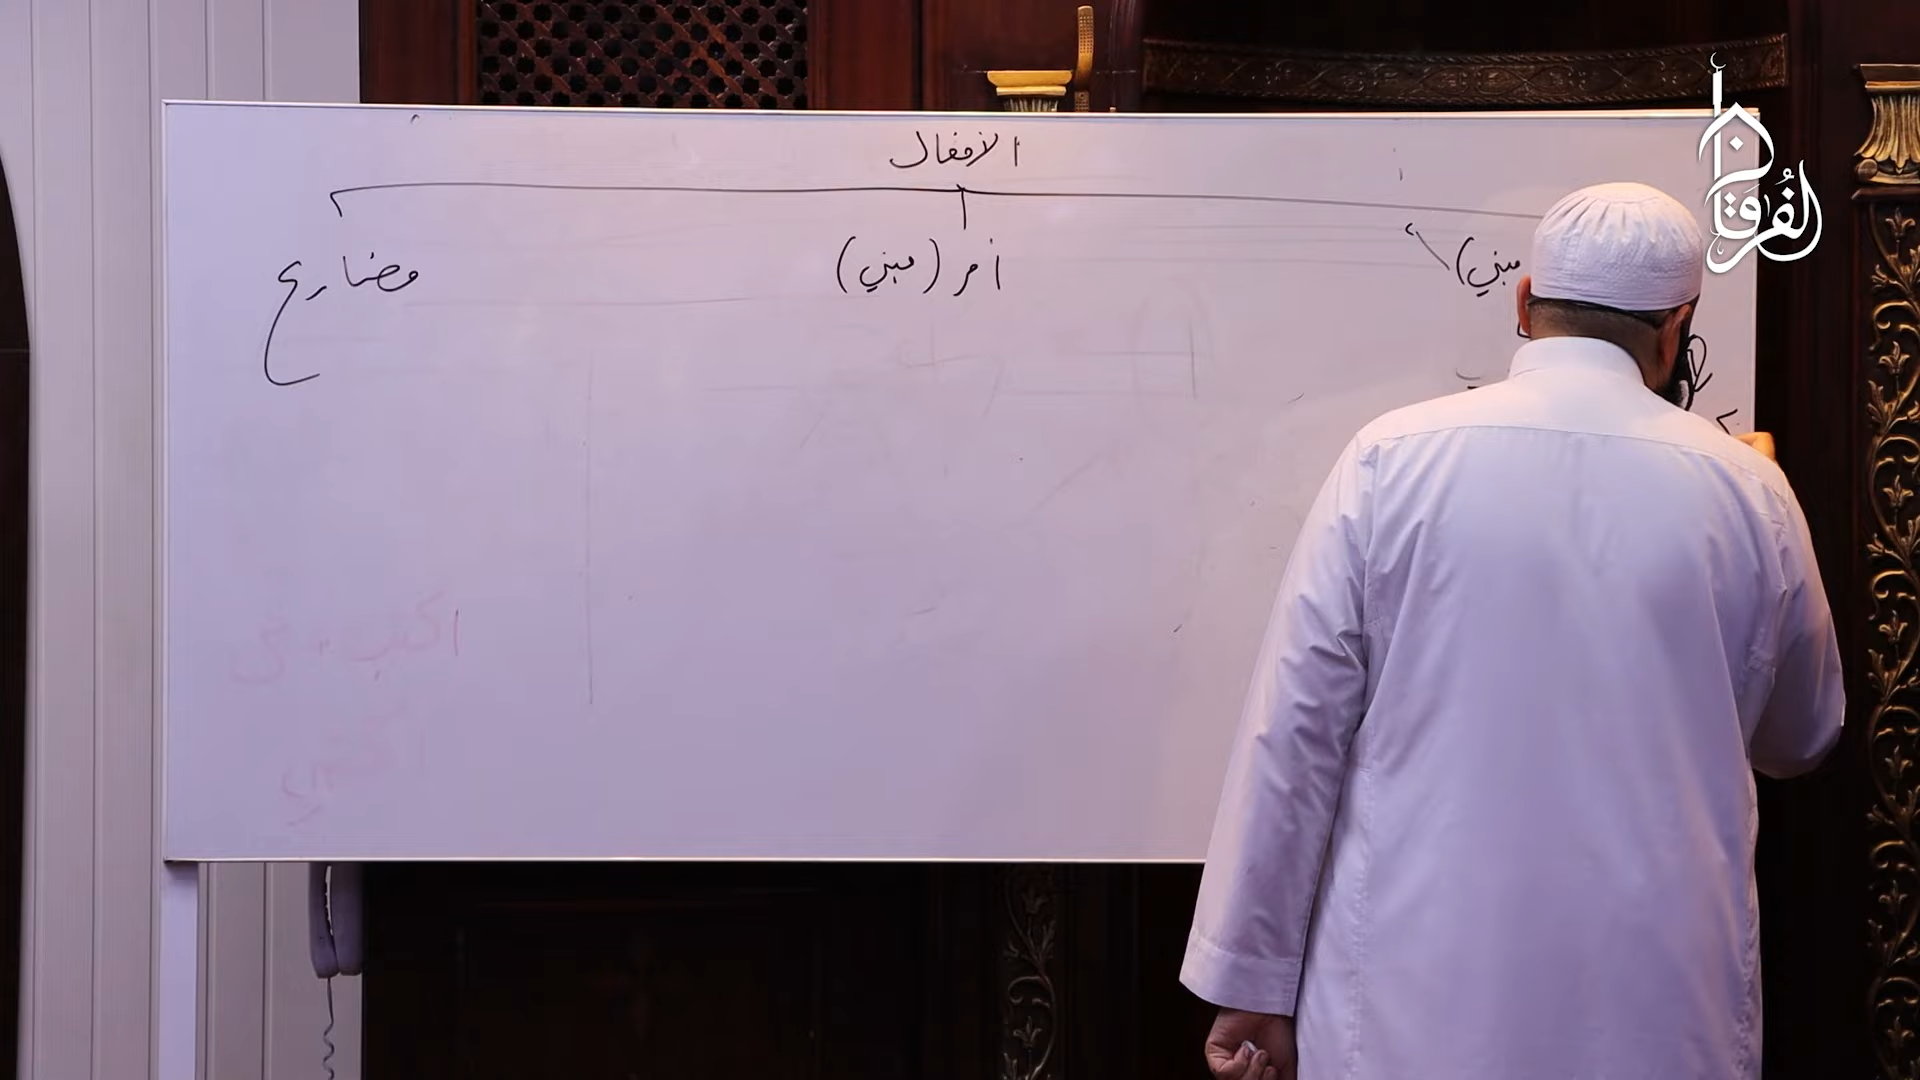 الأفعال
(مبني)
أمر (مبني)
مضارع
الفرقان